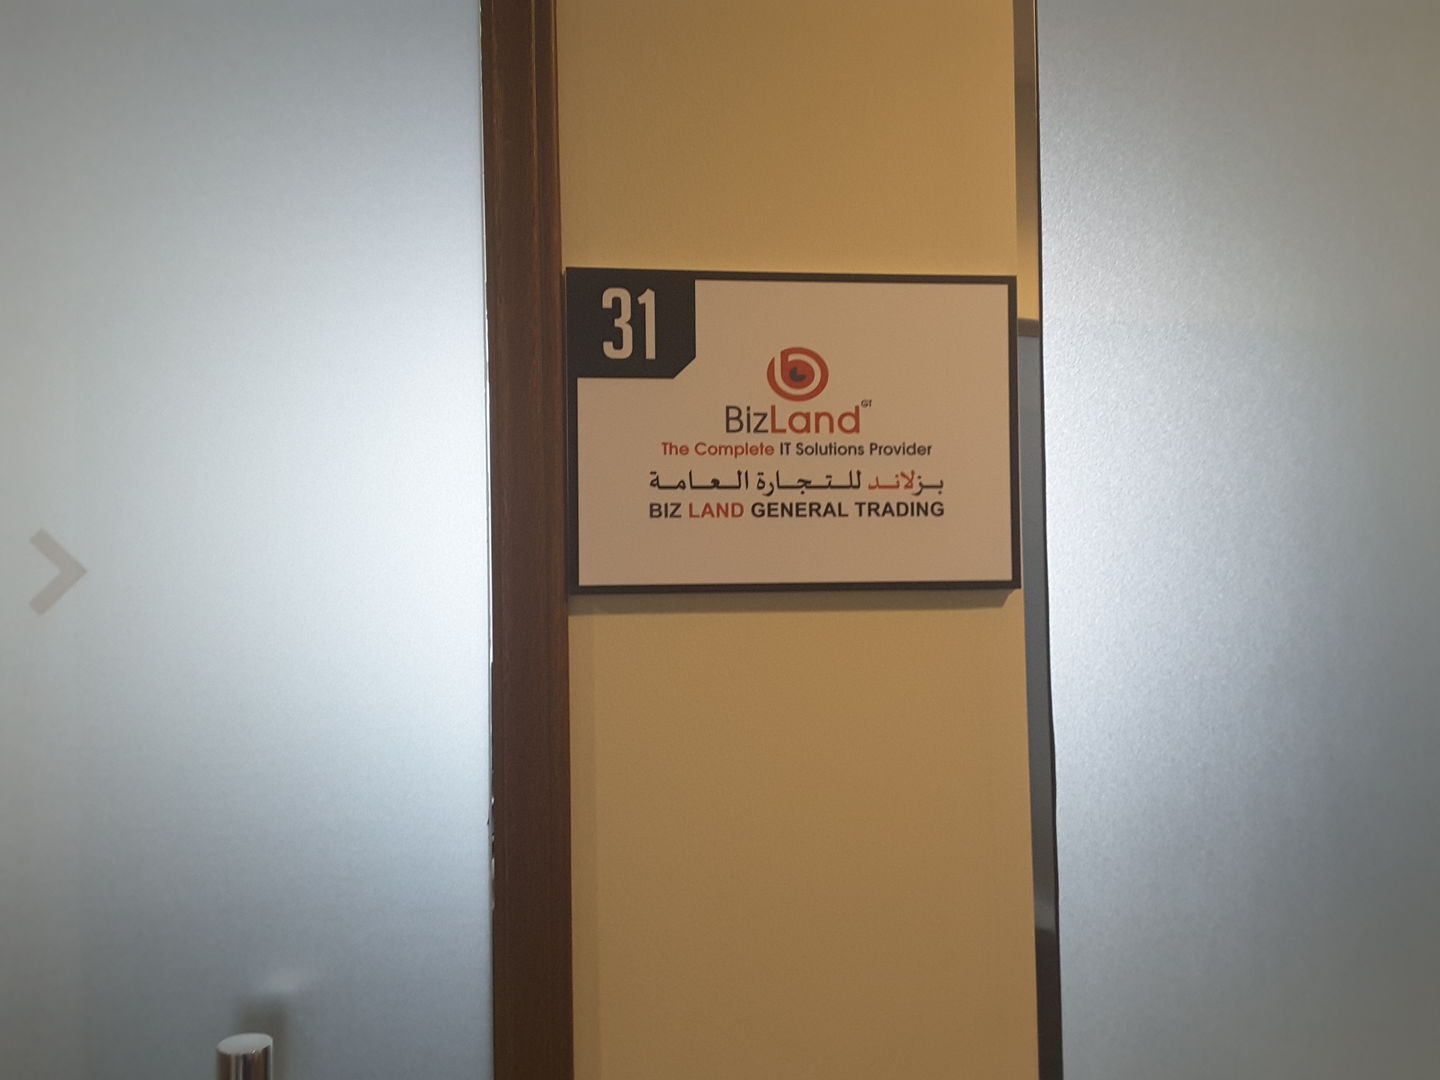 31
BizLand GT
The Complete IT Solutions Provider
بزلاند للتجارة العامة
BIZ LAND GENERAL TRADING